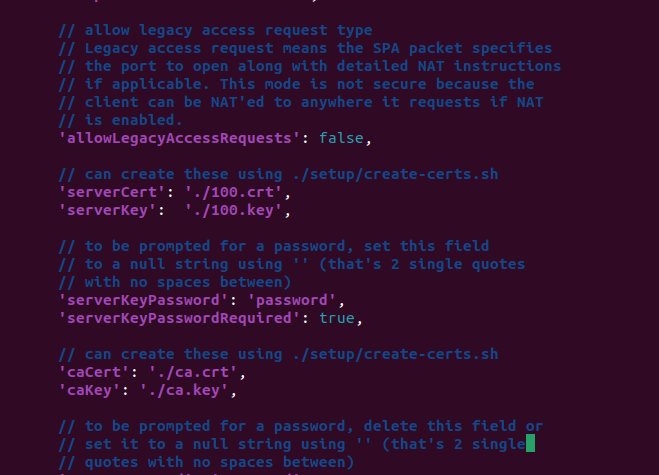 // allow legacy access request type
// Legacy access request means the SPA packet specifies
// the port to open along with detailed NAT instructions
// if applicable. This mode is not secure because the
// client can be NAT'ed to anywhere it requests if NAT
// is enabled.
'allowLegacyAccessRequests': false,
// can create these using ./setup/create-certs.sh
'serverCert': './100.crt',
'serverKey':  './100.key',
// to be prompted for a password, set this field
// to a null string using '' (that's 2 single quotes
// with no spaces between)
'serverKeyPassword': 'password',
'serverKeyPasswordRequired': true,
// can create these using ./setup/create-certs.sh
'caCert': './ca.crt',
'caKey': './ca.key',
// to be prompted for a password, delete this field or
// set it to a null string using '' (that's 2 single
// quotes with no spaces between)